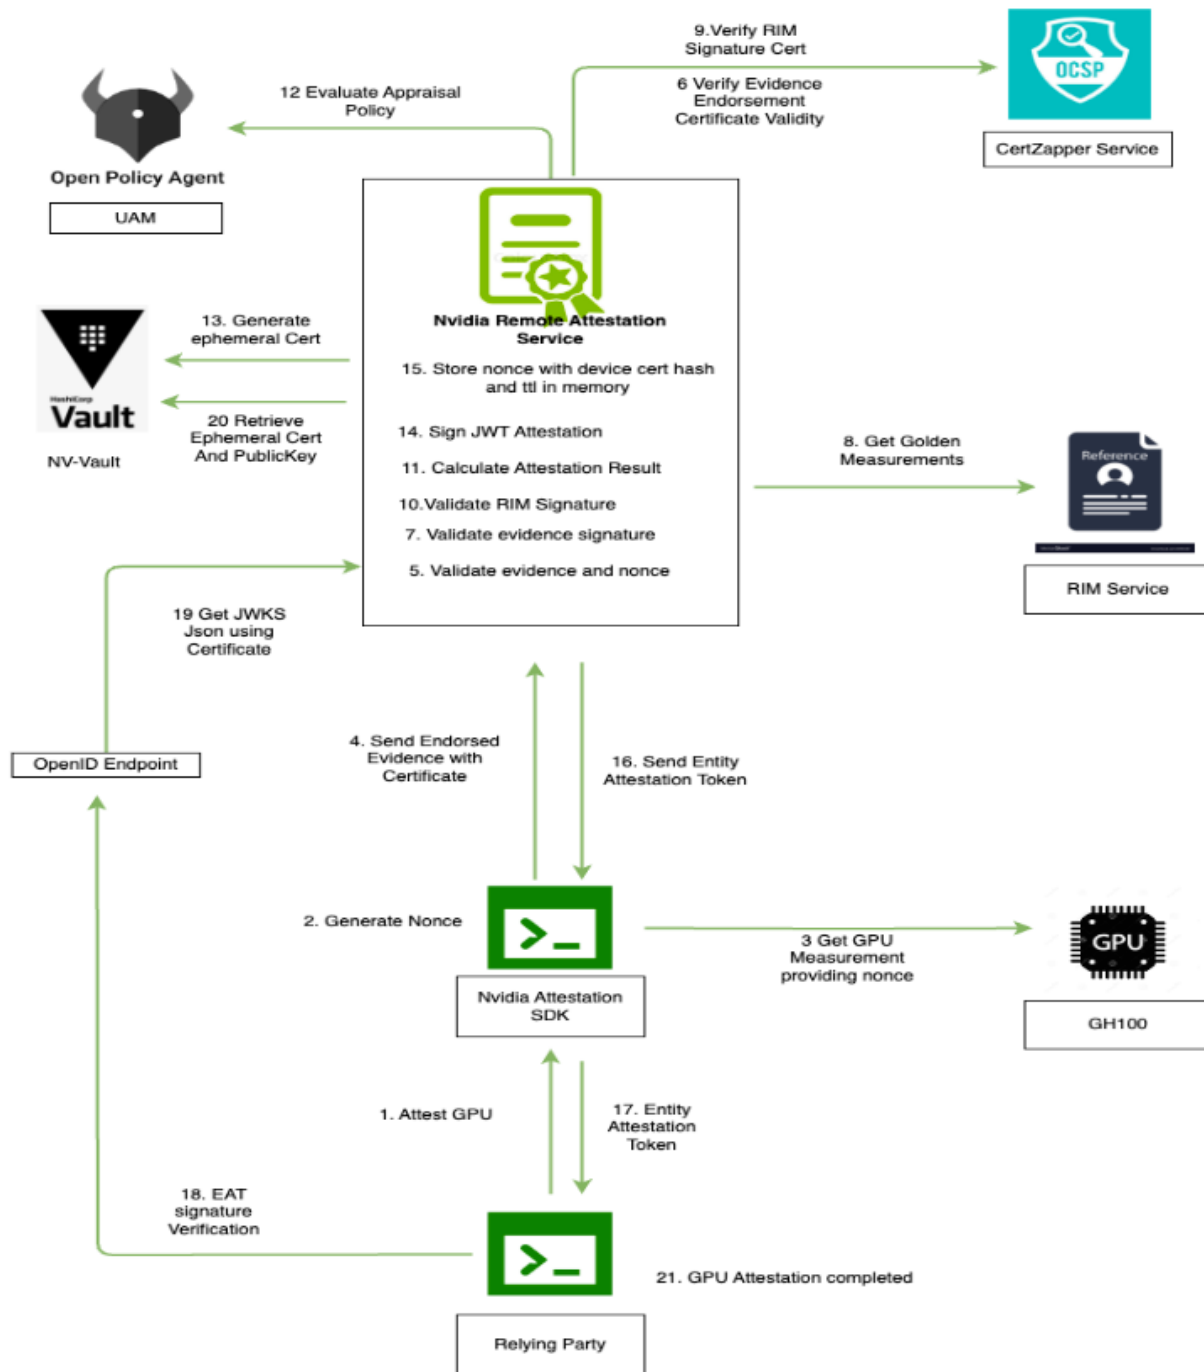 9.Verify RIM
Signature Cert
6 Verify Evidence
Endorsement
Certificate Validity
OCSP
CertZapper Service
12 Evaluate Appraisal
Policy
Open Policy Agent
UAM
Nvidia Remote Attestation
Service
15. Store nonce with device cert hash
and ttl in memory
14. Sign JWT Attestation
11. Calculate Attestation Result
10.Validate RIM Signature
7. Validate evidence signature
5. Validate evidence and nonce
13. Generate
ephemeral Cert
HashiCorp
Vault
NV-Vault
20 Retrieve
Ephemeral Cert
And PublicKey
8. Get Golden
Measurements
Reference
RIM Service
19 Get JWKS
Json using
Certificate
OpenID Endpoint
4. Send Endorsed
Evidence with
Certificate
16. Send Entity
Attestation Token
2. Generate Nonce
>_
Nvidia Attestation
SDK
3 Get GPU
Measurement
providing nonce
GPU
GH100
1. Attest GPU
17. Entity
Attestation
Token
18. EAT
signature
Verification
>_
21. GPU Attestation completed
Relying Party